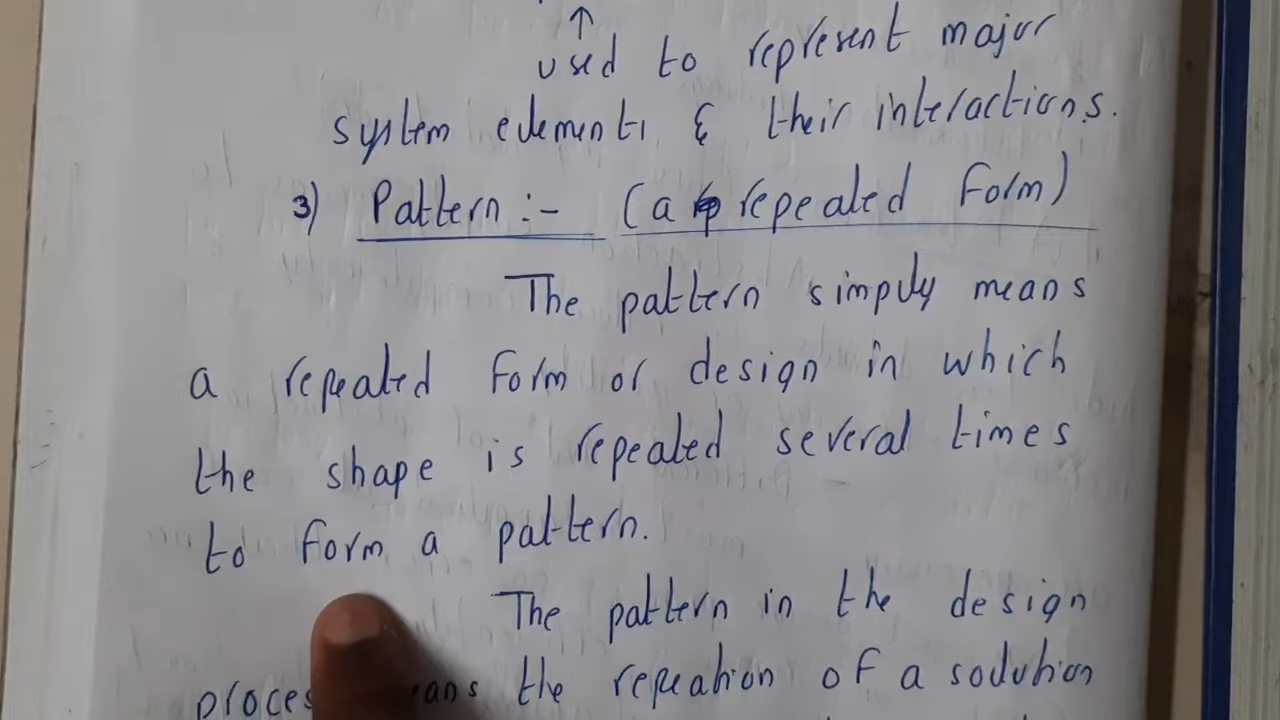 ↑
used to represent major
system elements & their interactions.
3) Pattern :- (a repeated Form)
The pattern simply means
a repeated form or design in which
the shape is repeated several times
to form a pattern.
The pattern in the design
the repeation of a solution